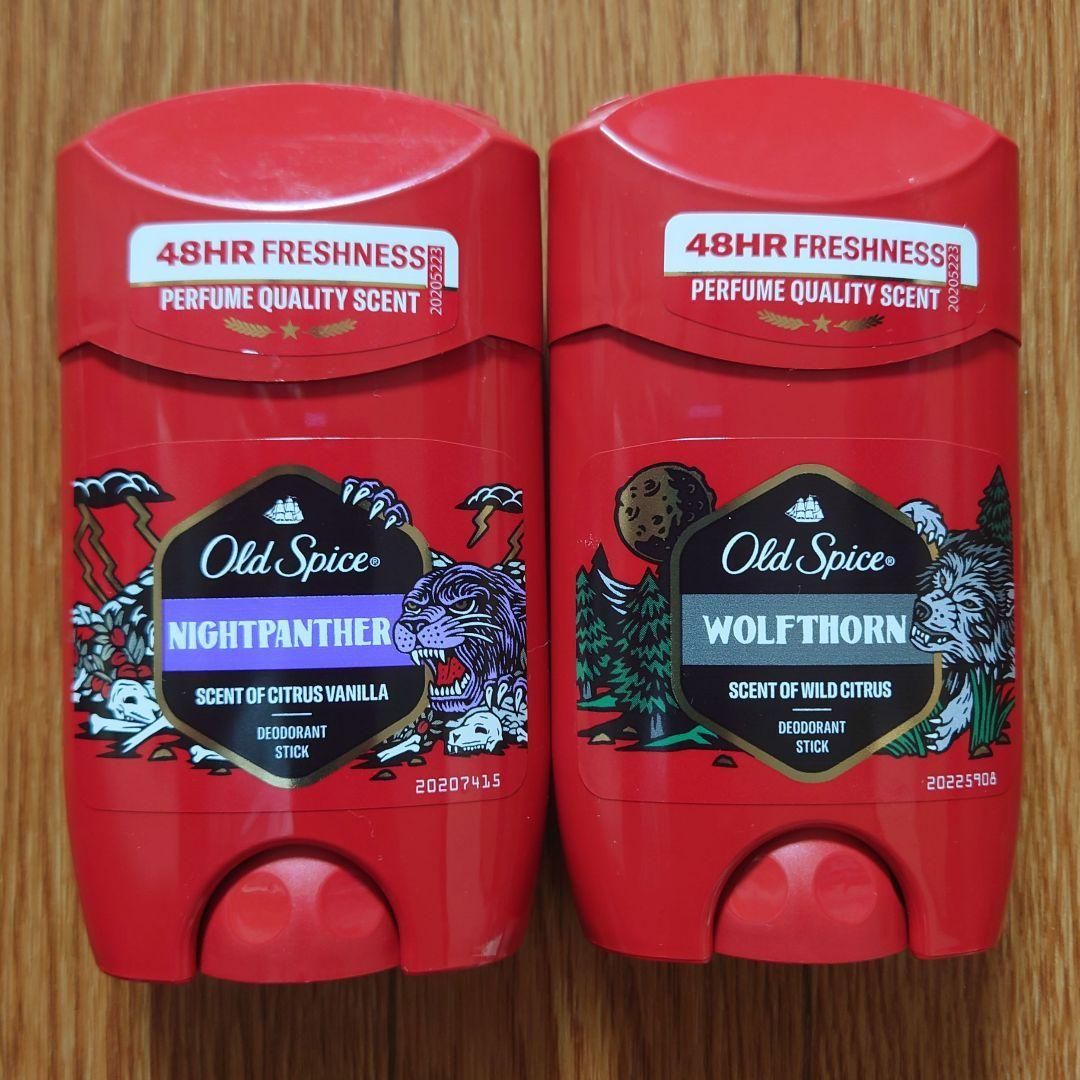 48HR FRESHNESS
PERFUME QUALITY SCENT
20205223
Old Spice®
NIGHTPANTHER
SCENT OF CITRUS VANILLA
DEODORANT
STICK
20207415
48HR FRESHNESS
PERFUME QUALITY SCENT
20205223
Old Spice®
WOLFTHORN
SCENT OF WILD CITRUS
DEODORANT
STICK
20225908